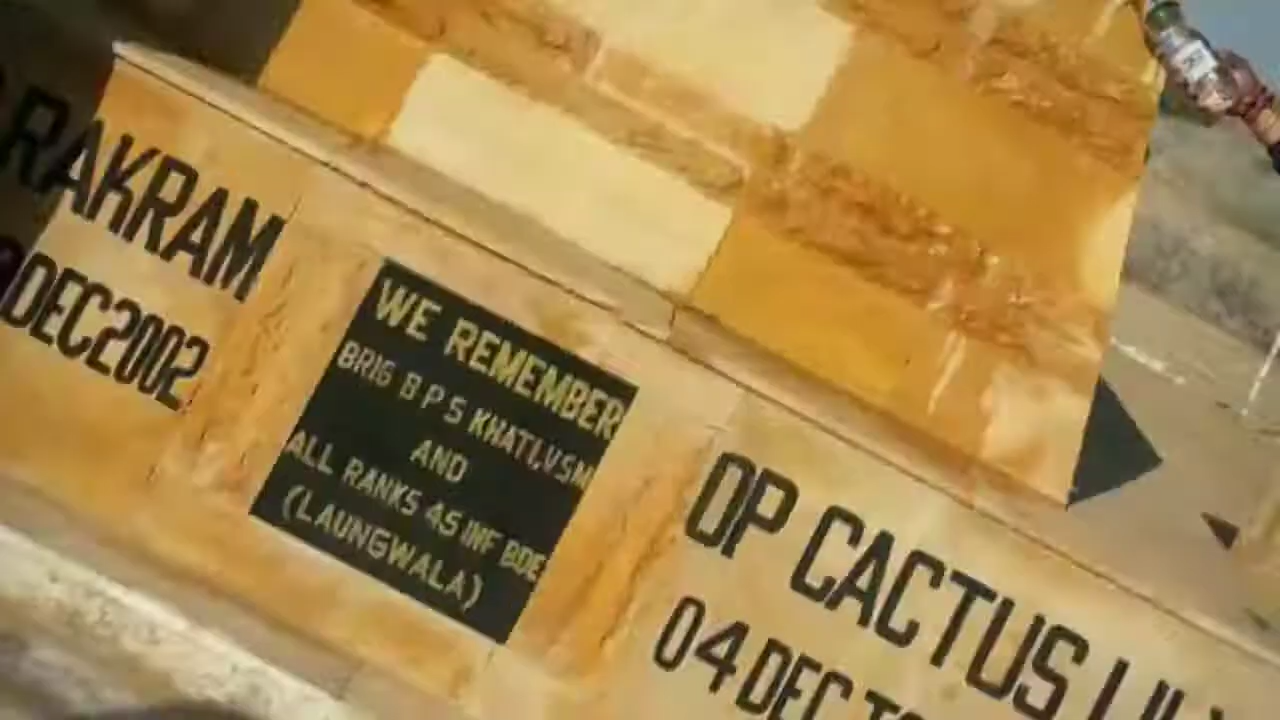 RAKRAM
DEC2002
WE REMEMBER
BRIG B P S KHATI,VSM
AND
ALL RANKS 45 INF BDE
(LAUNGWALA)
OP CACTUS
04 DEC